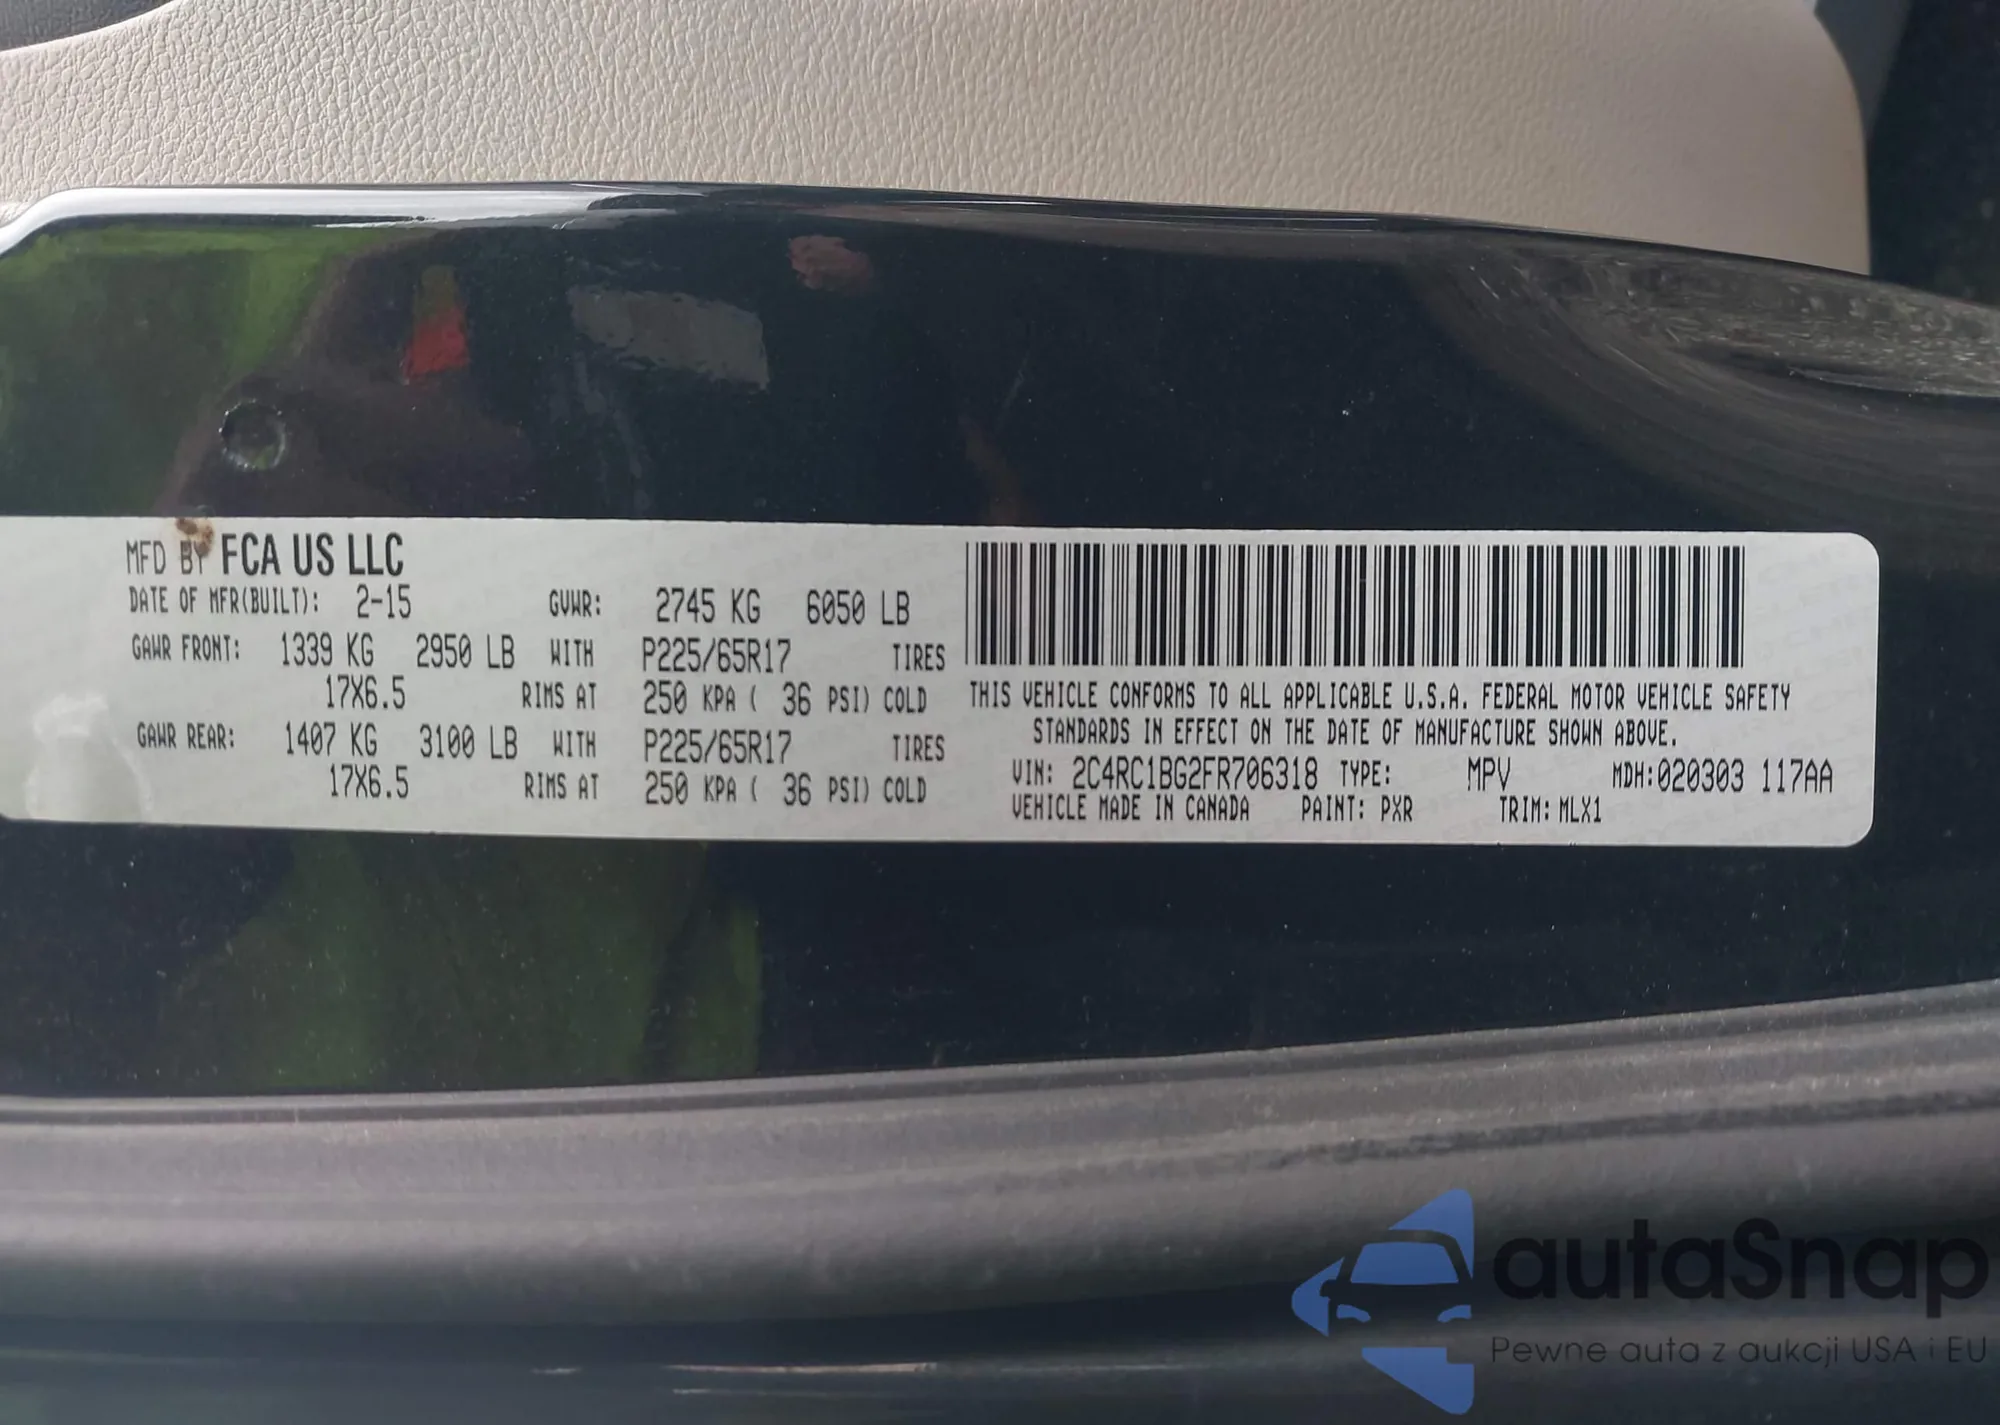 MFD BY FCA US LLC
DATE OF MFR(BUILT): 2-15 GVWR: 2745 KG 6050 LB
GAWR FRONT: 1339 KG 2950 LB WITH P225/65R17 TIRES
17X6.5 RIMS AT 250 KPA ( 36 PSI) COLD
GAWR REAR: 1407 KG 3100 LB WITH P225/65R17 TIRES
17X6.5 RIMS AT 250 KPA ( 36 PSI) COLD
THIS VEHICLE CONFORMS TO ALL APPLICABLE U.S.A. FEDERAL MOTOR VEHICLE SAFETY
STANDARDS IN EFFECT ON THE DATE OF MANUFACTURE SHOWN ABOVE.
VIN: 2C4RC1BG2FR706318 TYPE: MPV MDH:020303 117AA
VEHICLE MADE IN CANADA PAINT: PXR TRIM: MLX1
autaSnap
Pewne auta z aukcji USA i EU